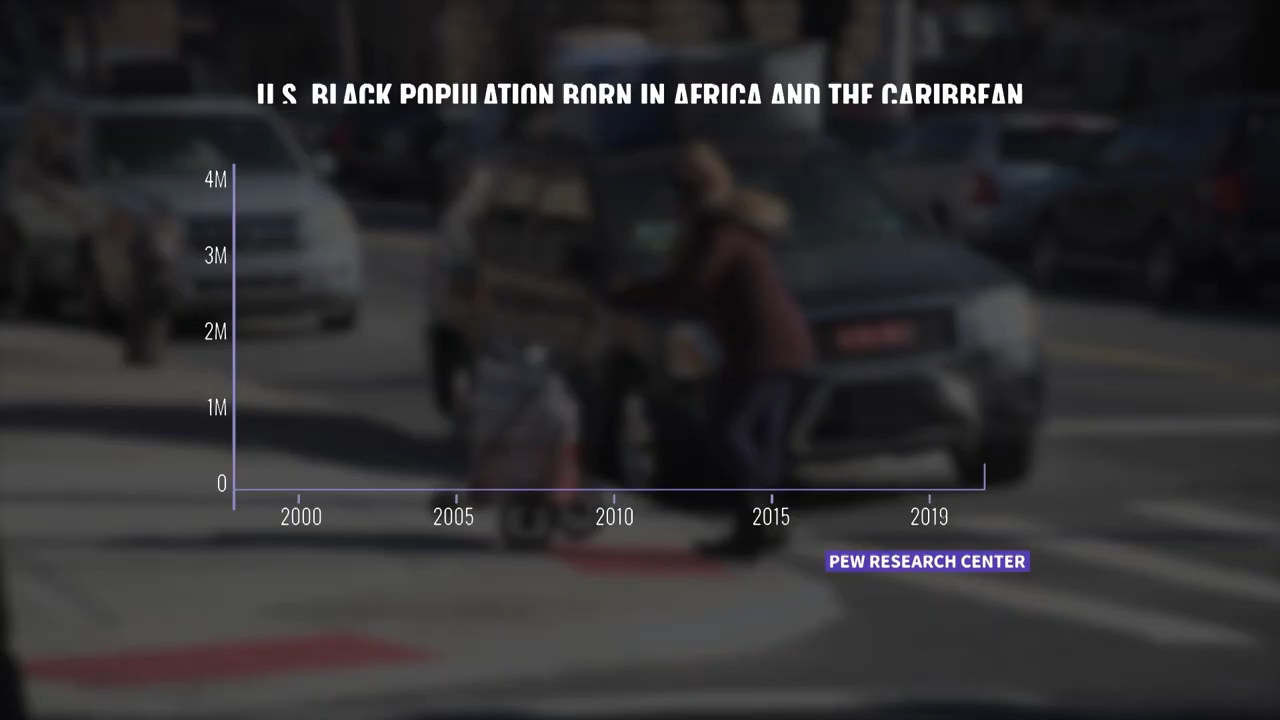 U.S. BLACK POPULATION BORN IN AFRICA AND THE CARIBBEAN
4M
3M
2M
1M
0
2000 2005 2010 2015 2019
PEW RESEARCH CENTER